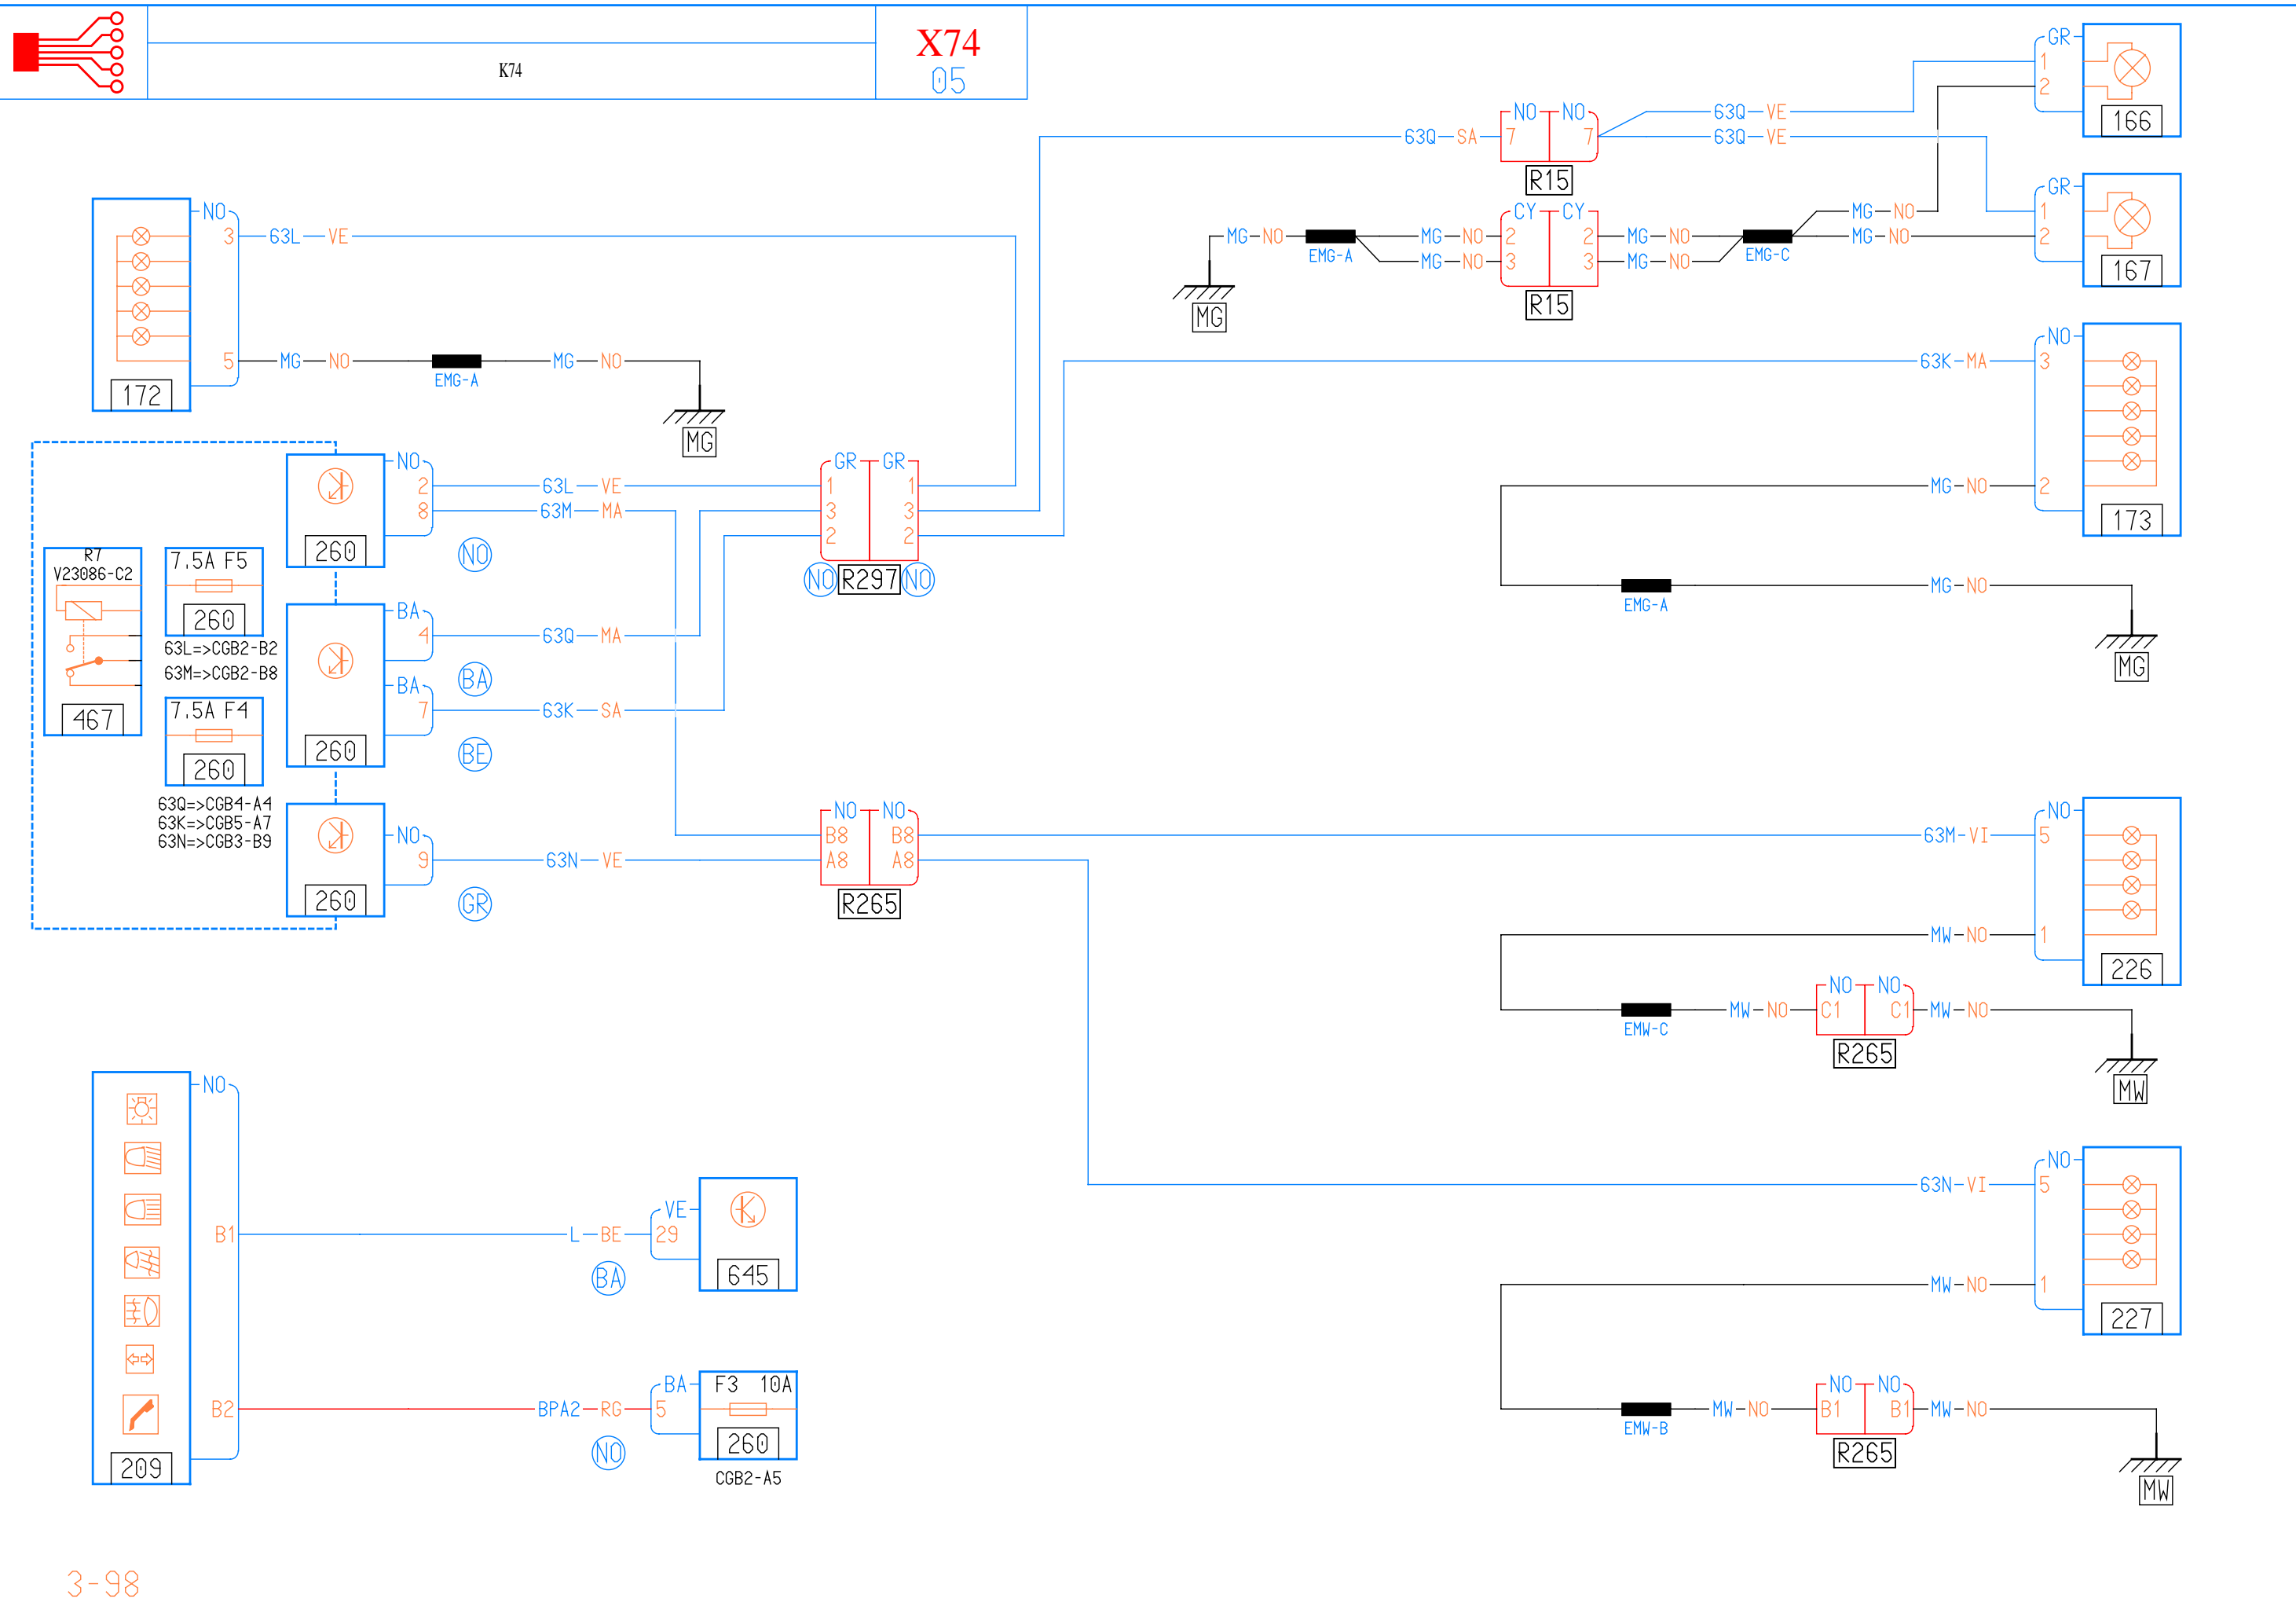 K74
X74
05
GR
1
2
166
63Q SA
NO NO
7 7
R15
63Q VE
63Q VE
GR
1
2
167
MG NO
EMG-A
MG NO
MG NO
CY CY
2 2
3 3
R15
MG NO
MG NO
EMG-C
MG NO
MG NO
MG
172
NO
3
63L VE
5
MG NO
EMG-A
MG NO
MG
NO
3
63K MA
2
MG NO
173
EMG-A
MG NO
MG
R7
V23086-C2
467
7.5A F5
260
63L=>CGB2-B2
63M=>CGB2-B8
7.5A F4
260
63Q=>CGB4-A4
63K=>CGB5-A7
63N=>CGB3-B9
260
NO
2
8
63L VE
63M MA
NO
260
BA
4
63Q MA
BA
BA
7
63K SA
BE
260
NO
9
63N VE
GR
GR GR
1 1
3 3
2 2
NO R297 NO
NO NO
B8 B8
A8 A8
R265
63M VI
NO
5
1
MW NO
226
EMW-C
MW NO
NO NO
C1 C1
R265
MW NO
MW
209
NO
B1
L BE
BA
VE
29
645
B2
BPA2 RG
NO
BA
5
F3 10A
260
CGB2-A5
63N VI
NO
5
1
MW NO
227
EMW-B
MW NO
NO NO
B1 B1
R265
MW NO
MW
3-98